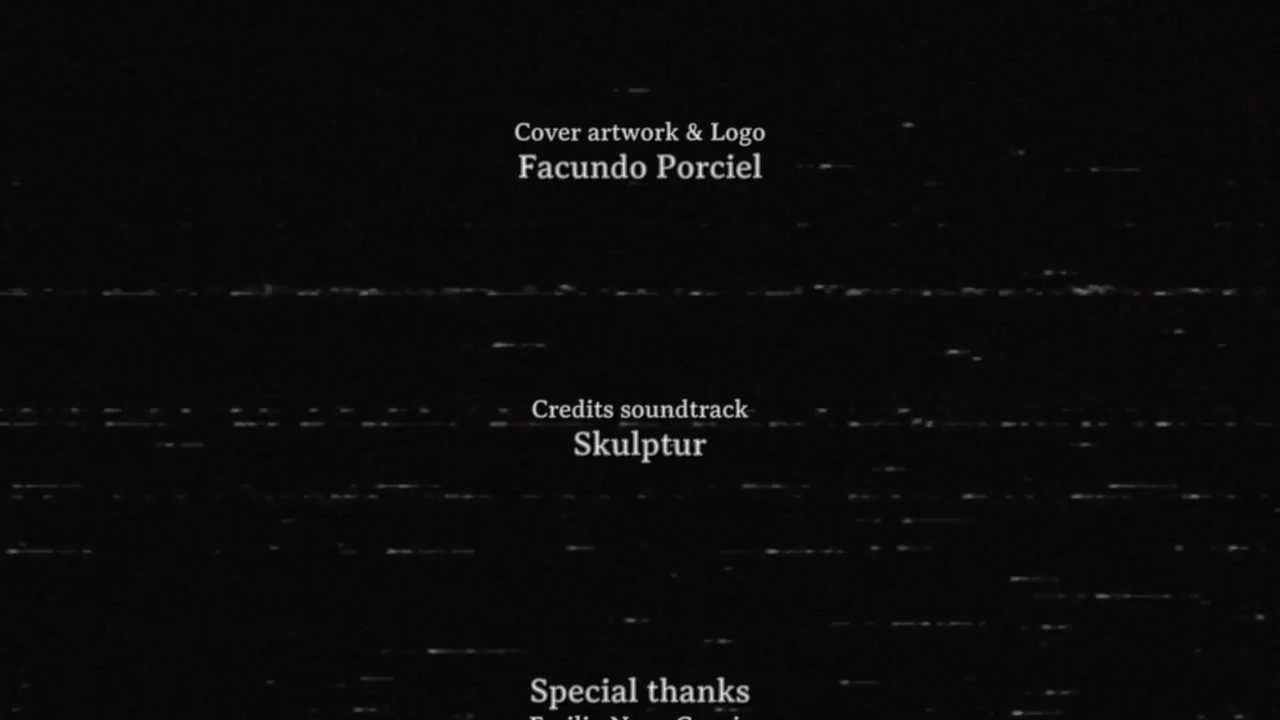 Cover artwork & Logo
Facundo Porciel
Credits soundtrack
Skulptur
Special thanks